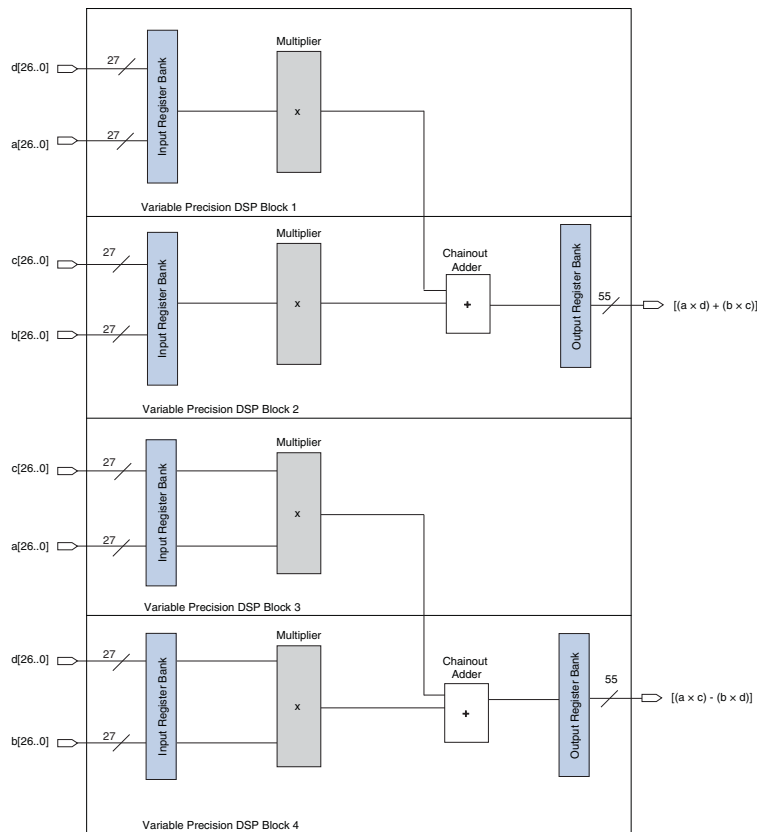 Multiplier
d[26..0]
27
Input Register Bank
x
a[26..0]
27
Variable Precision DSP Block 1
Multiplier
c[26..0]
27
Input Register Bank
x
Chainout
Adder
+
Output Register Bank
55
[(a × d) + (b × c)]
b[26..0]
27
Variable Precision DSP Block 2
Multiplier
c[26..0]
27
Input Register Bank
x
a[26..0]
27
Variable Precision DSP Block 3
Multiplier
d[26..0]
27
Input Register Bank
x
Chainout
Adder
+
Output Register Bank
55
[(a × c) - (b × d)]
b[26..0]
27
Variable Precision DSP Block 4